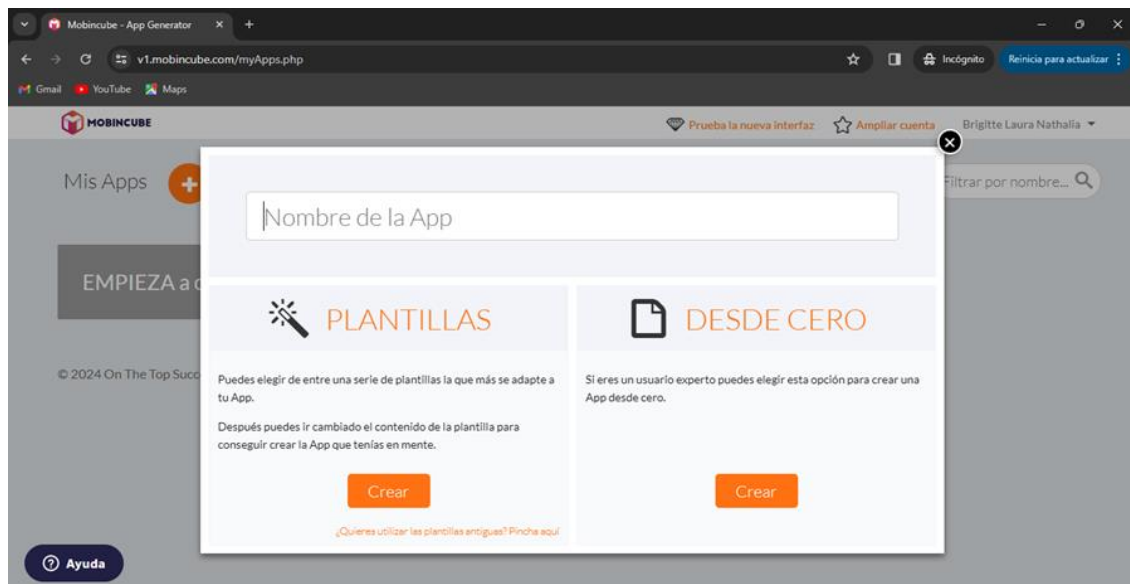 Mobincube - App Generator
v1.mobincube.com/myApps.php
Incógnito
Reinicia para actualizar
Gmail
YouTube
Maps
MOBINCUBE
Prueba la nueva interfaz
Ampliar cuenta
Brigitte Laura Nathalia
Mis Apps
Filtrar por nombre...
Nombre de la App
EMPIEZA a c
PLANTILLAS
Puedes elegir de entre una serie de plantillas la que más se adapte a
tu App.
Después puedes ir cambiado el contenido de la plantilla para
conseguir crear la App que tenías en mente.
Crear
¿Quieres utilizar las plantillas antiguas? Pincha aquí
DESDE CERO
Si eres un usuario experto puedes elegir esta opción para crear una
App desde cero.
Crear
© 2024 On The Top Succ
Ayuda